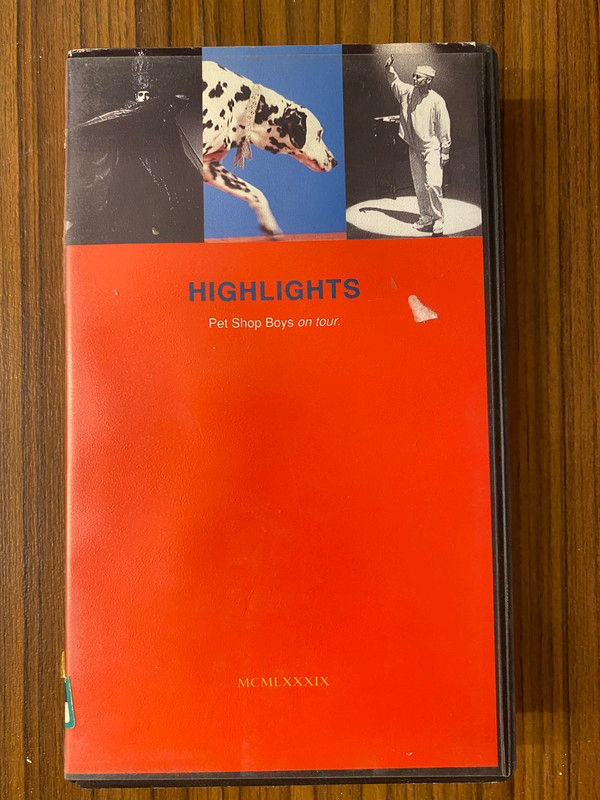 HIGHLIGHTS
Pet Shop Boys on tour.
MCMLXXXIX